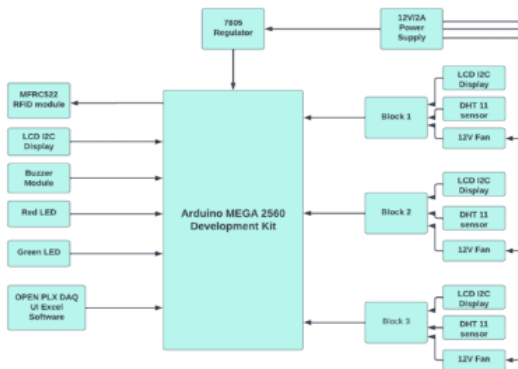 7805
Regulator
12V/2A
Power
Supply
MFRC522
RFID module
LCD I2C
Display
Buzzer
Module
Red LED
Green LED
OPEN PLX DAQ
UI Excel
Software
Arduino MEGA 2560
Development Kit
Block 1
LCD I2C
Display
DHT 11
sensor
12V Fan
Block 2
LCD I2C
Display
DHT 11
sensor
12V Fan
Block 3
LCD I2C
Display
DHT 11
sensor
12V Fan